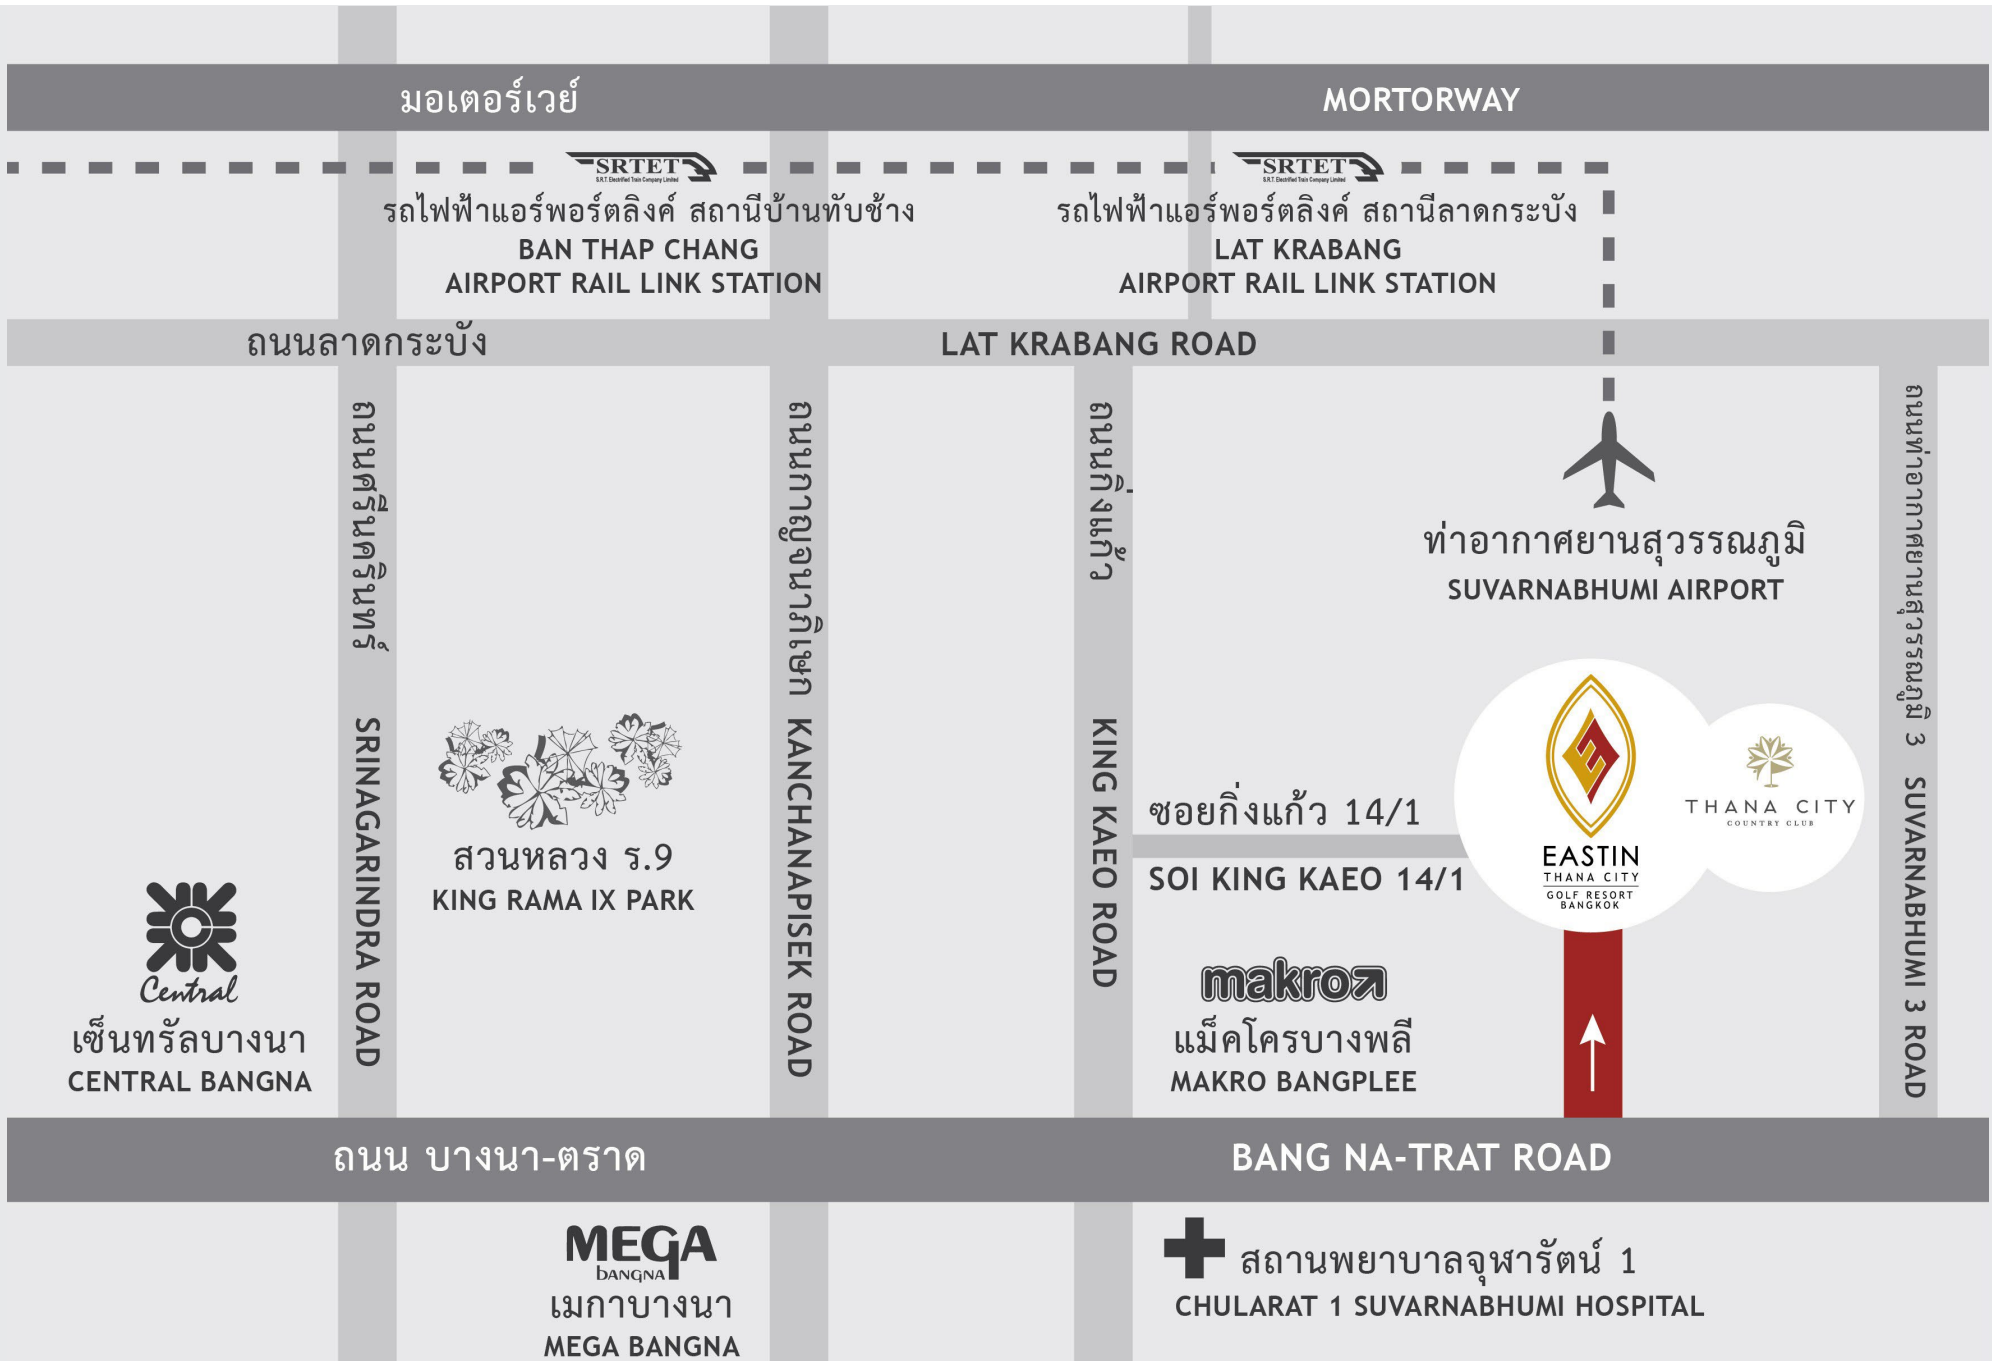 มอเตอร์เวย์
MORTORWAY
SRTET
S.R.T. Electrified Train Company Limited
รถไฟฟ้าแอร์พอร์ตลิงค์ สถานีบ้านทับช้าง
BAN THAP CHANG
AIRPORT RAIL LINK STATION
SRTET
S.R.T. Electrified Train Company Limited
รถไฟฟ้าแอร์พอร์ตลิงค์ สถานีลาดกระบัง
LAT KRABANG
AIRPORT RAIL LINK STATION
ถนนลาดกระบัง
LAT KRABANG ROAD
ถนนศรีนครินทร์ SRINAGARINDRA ROAD
ถนนกาญจนาภิเษก KANCHANAPISEK ROAD
ถนนกิ่งแก้ว KING KAEO ROAD
ถนนท่าอากาศยานสุวรรณภูมิ 3 SUVARNABHUMI 3 ROAD
ท่าอากาศยานสุวรรณภูมิ
SUVARNABHUMI AIRPORT
สวนหลวง ร.9
KING RAMA IX PARK
ซอยกิ่งแก้ว 14/1
SOI KING KAEO 14/1
EASTIN
THANA CITY
GOLF RESORT
BANGKOK
THANA CITY
COUNTRY CLUB
Central
เซ็นทรัลบางนา
CENTRAL BANGNA
makro
แม็คโครบางพลี
MAKRO BANGPLEE
ถนน บางนา-ตราด
BANG NA-TRAT ROAD
MEGA
bANGNA
เมกาบางนา
MEGA BANGNA
สถานพยาบาลจุฬารัตน์ 1
CHULARAT 1 SUVARNABHUMI HOSPITAL